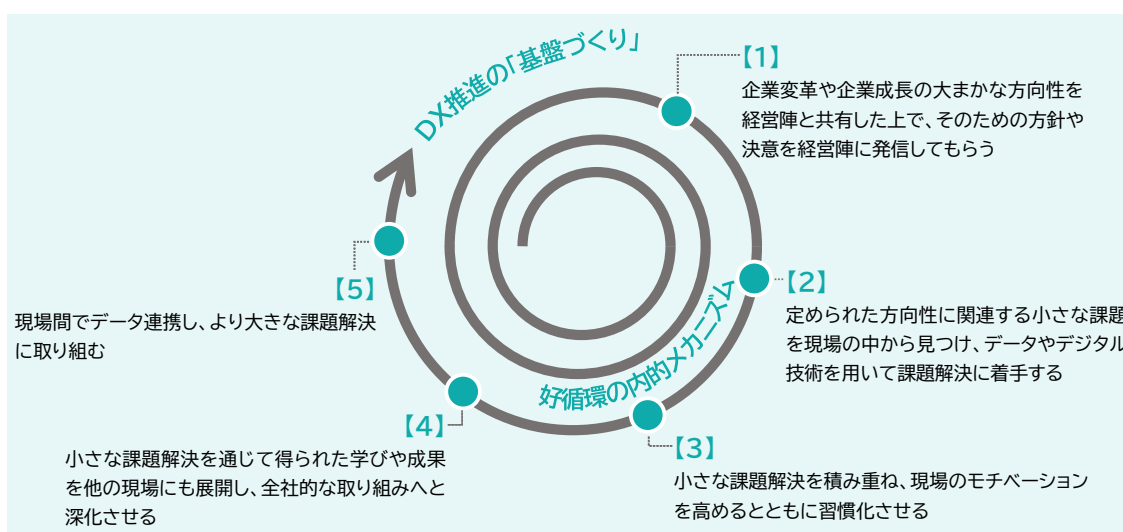 DX推進の「基盤づくり」
【1】
企業変革や企業成長の大まかな方向性を
経営陣と共有した上で、そのための方針や
決意を経営陣に発信してもらう
【2】
定められた方向性に関連する小さな課題
を現場の中から見つけ、データやデジタル
技術を用いて課題解決に着手する
好循環の内的メカニズム
【3】
小さな課題解決を積み重ね、現場のモチベーション
を高めるとともに習慣化させる
【4】
小さな課題解決を通じて得られた学びや成果
を他の現場にも展開し、全社的な取り組みへと
深化させる
【5】
現場間でデータ連携し、より大きな課題解決
に取り組む